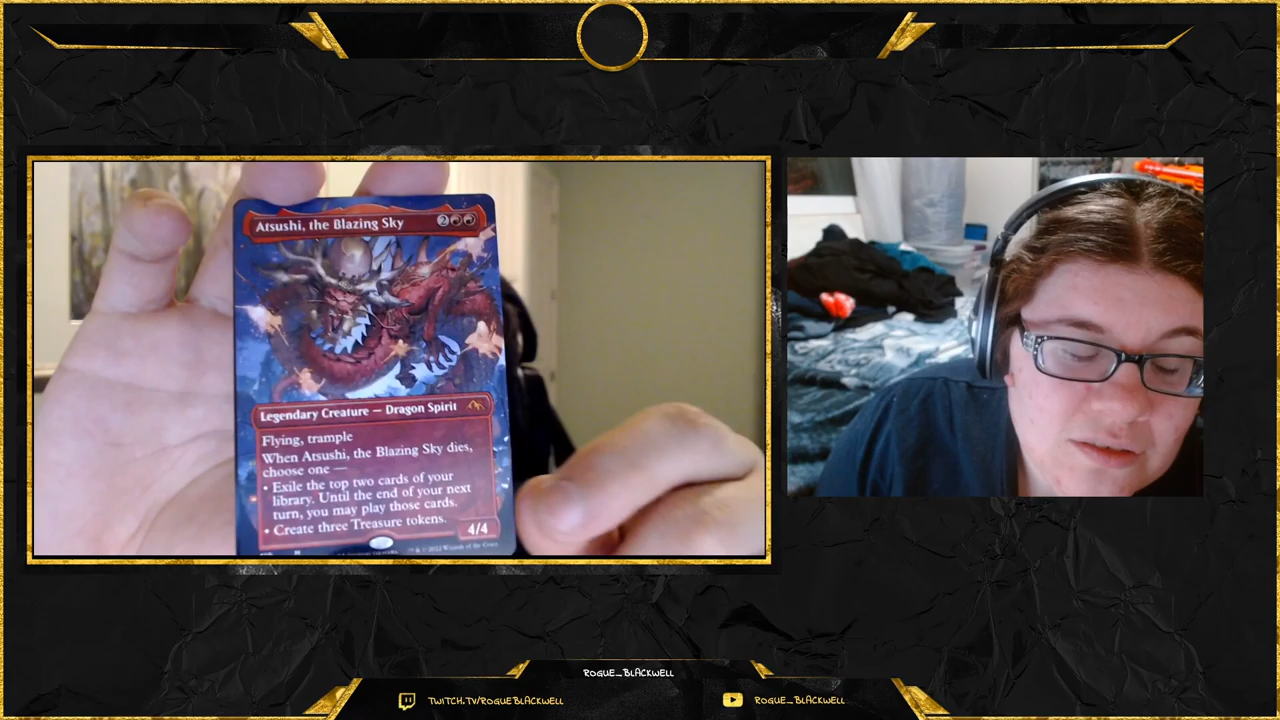 Atsushi, the Blazing Sky 2
Legendary Creature — Dragon Spirit
Flying, trample
When Atsushi, the Blazing Sky dies,
choose one —
• Exile the top two cards of your
library. Until the end of your next
turn, you may play those cards.
• Create three Treasure tokens.
4/4
ROGUE_BLACKWELL
TWITCH.TV/ROGUEBLACKWELL
ROGUE_BLACKWELL